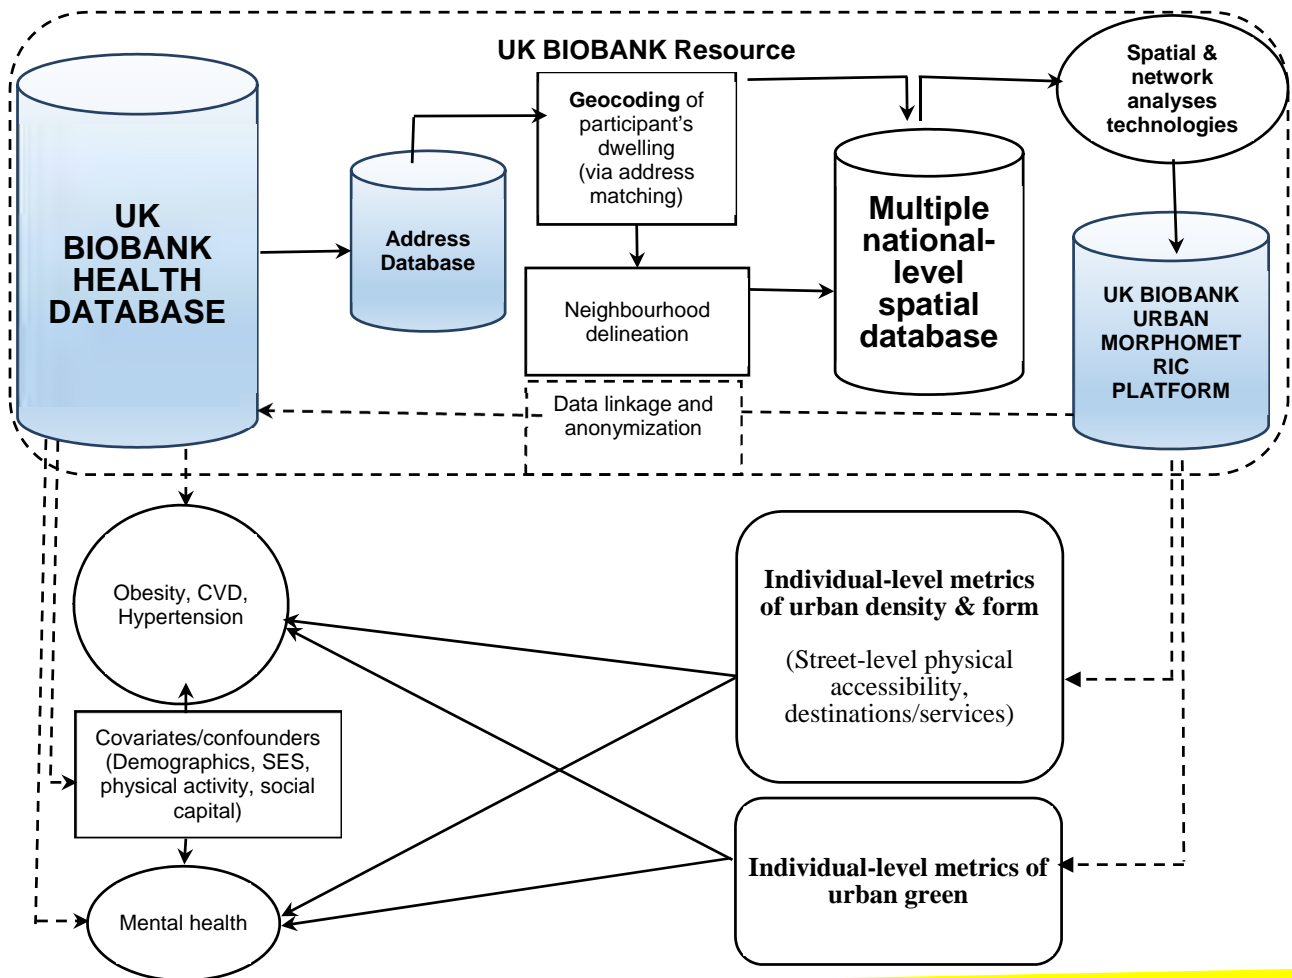 UK BIOBANK Resource
UK
BIOBANK
HEALTH
DATABASE
Address
Database
Geocoding of
participant's
dwelling
(via address
matching)
Neighbourhood
delineation
Multiple
national-
level
spatial
database
Spatial &
network
analyses
technologies
UK BIOBANK
URBAN
MORPHOMET
RIC
PLATFORM
Data linkage and
anonymization
Obesity, CVD,
Hypertension
Covariates/confounders
(Demographics, SES,
physical activity, social
capital)
Mental health
Individual-level metrics
of urban density & form
(Street-level physical
accessibility,
destinations/services)
Individual-level metrics of
urban green